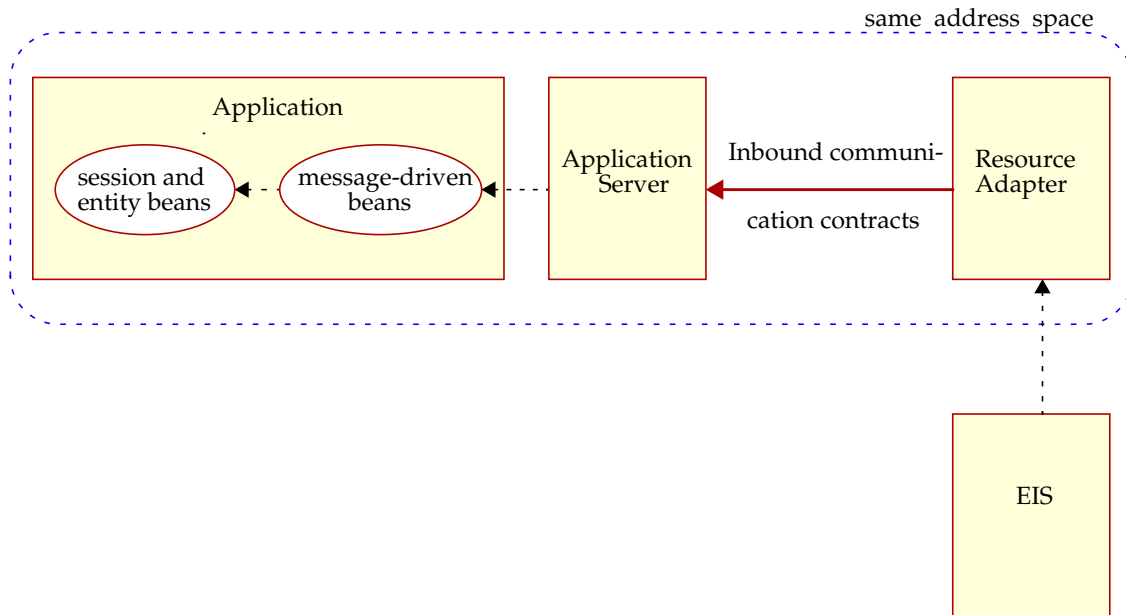 same address space
Application
session and
entity beans
message-driven
beans
Application
Server
Inbound communi-
cation contracts
Resource
Adapter
EIS